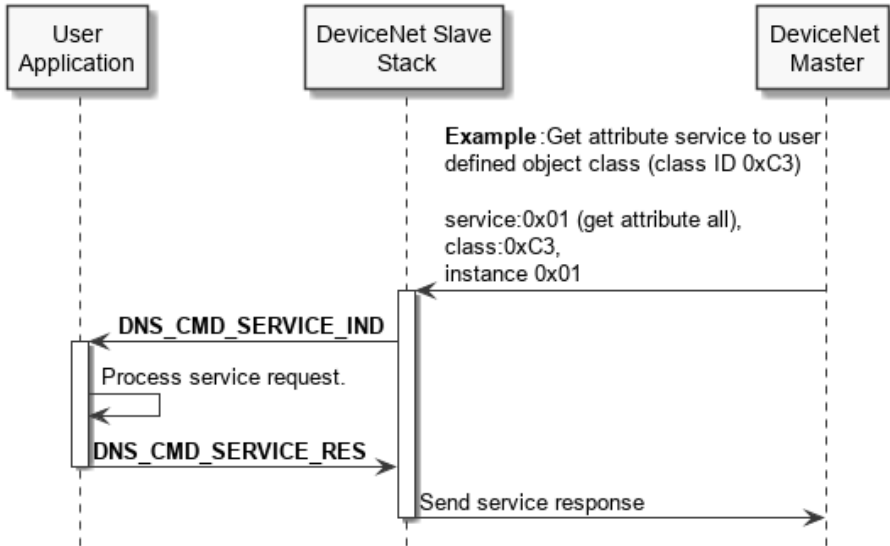 User
Application
DeviceNet Slave
Stack
DeviceNet
Master
Example:Get attribute service to user
defined object class (class ID 0xC3)
service:0x01 (get attribute all),
class:0xC3,
instance 0x01
DNS_CMD_SERVICE_IND
Process service request.
DNS_CMD_SERVICE_RES
Send service response